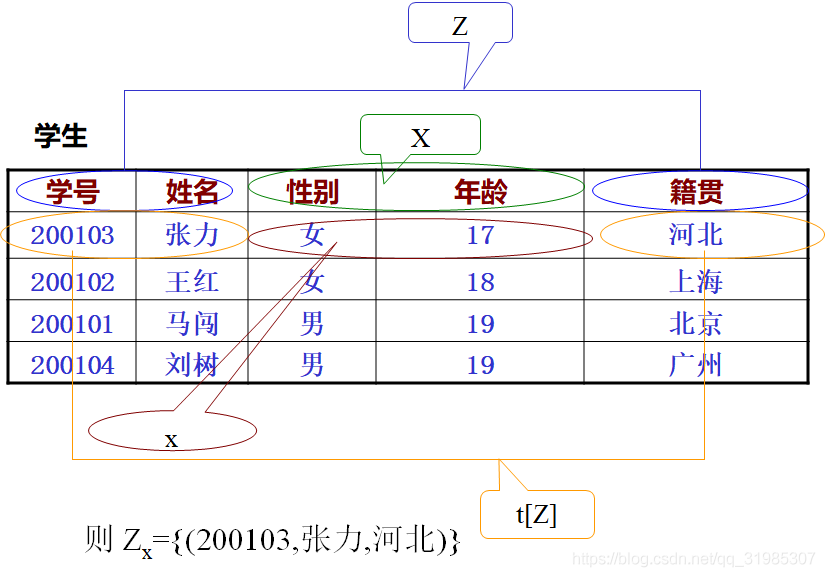 Z
学生
X
学号 姓名 性别 年龄 籍贯
200103 张力 女 17 河北
200102 王红 女 18 上海
200101 马闯 男 19 北京
200104 刘树 男 19 广州
x
t[Z]
则 Zx={(200103,张力,河北)}
https://blog.csdn.net/qq_31985307